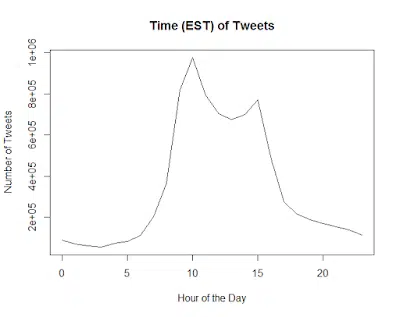 Time (EST) of Tweets
Number of Tweets
1e+06
8e+05
6e+05
4e+05
2e+05
0 5 10 15 20
Hour of the Day